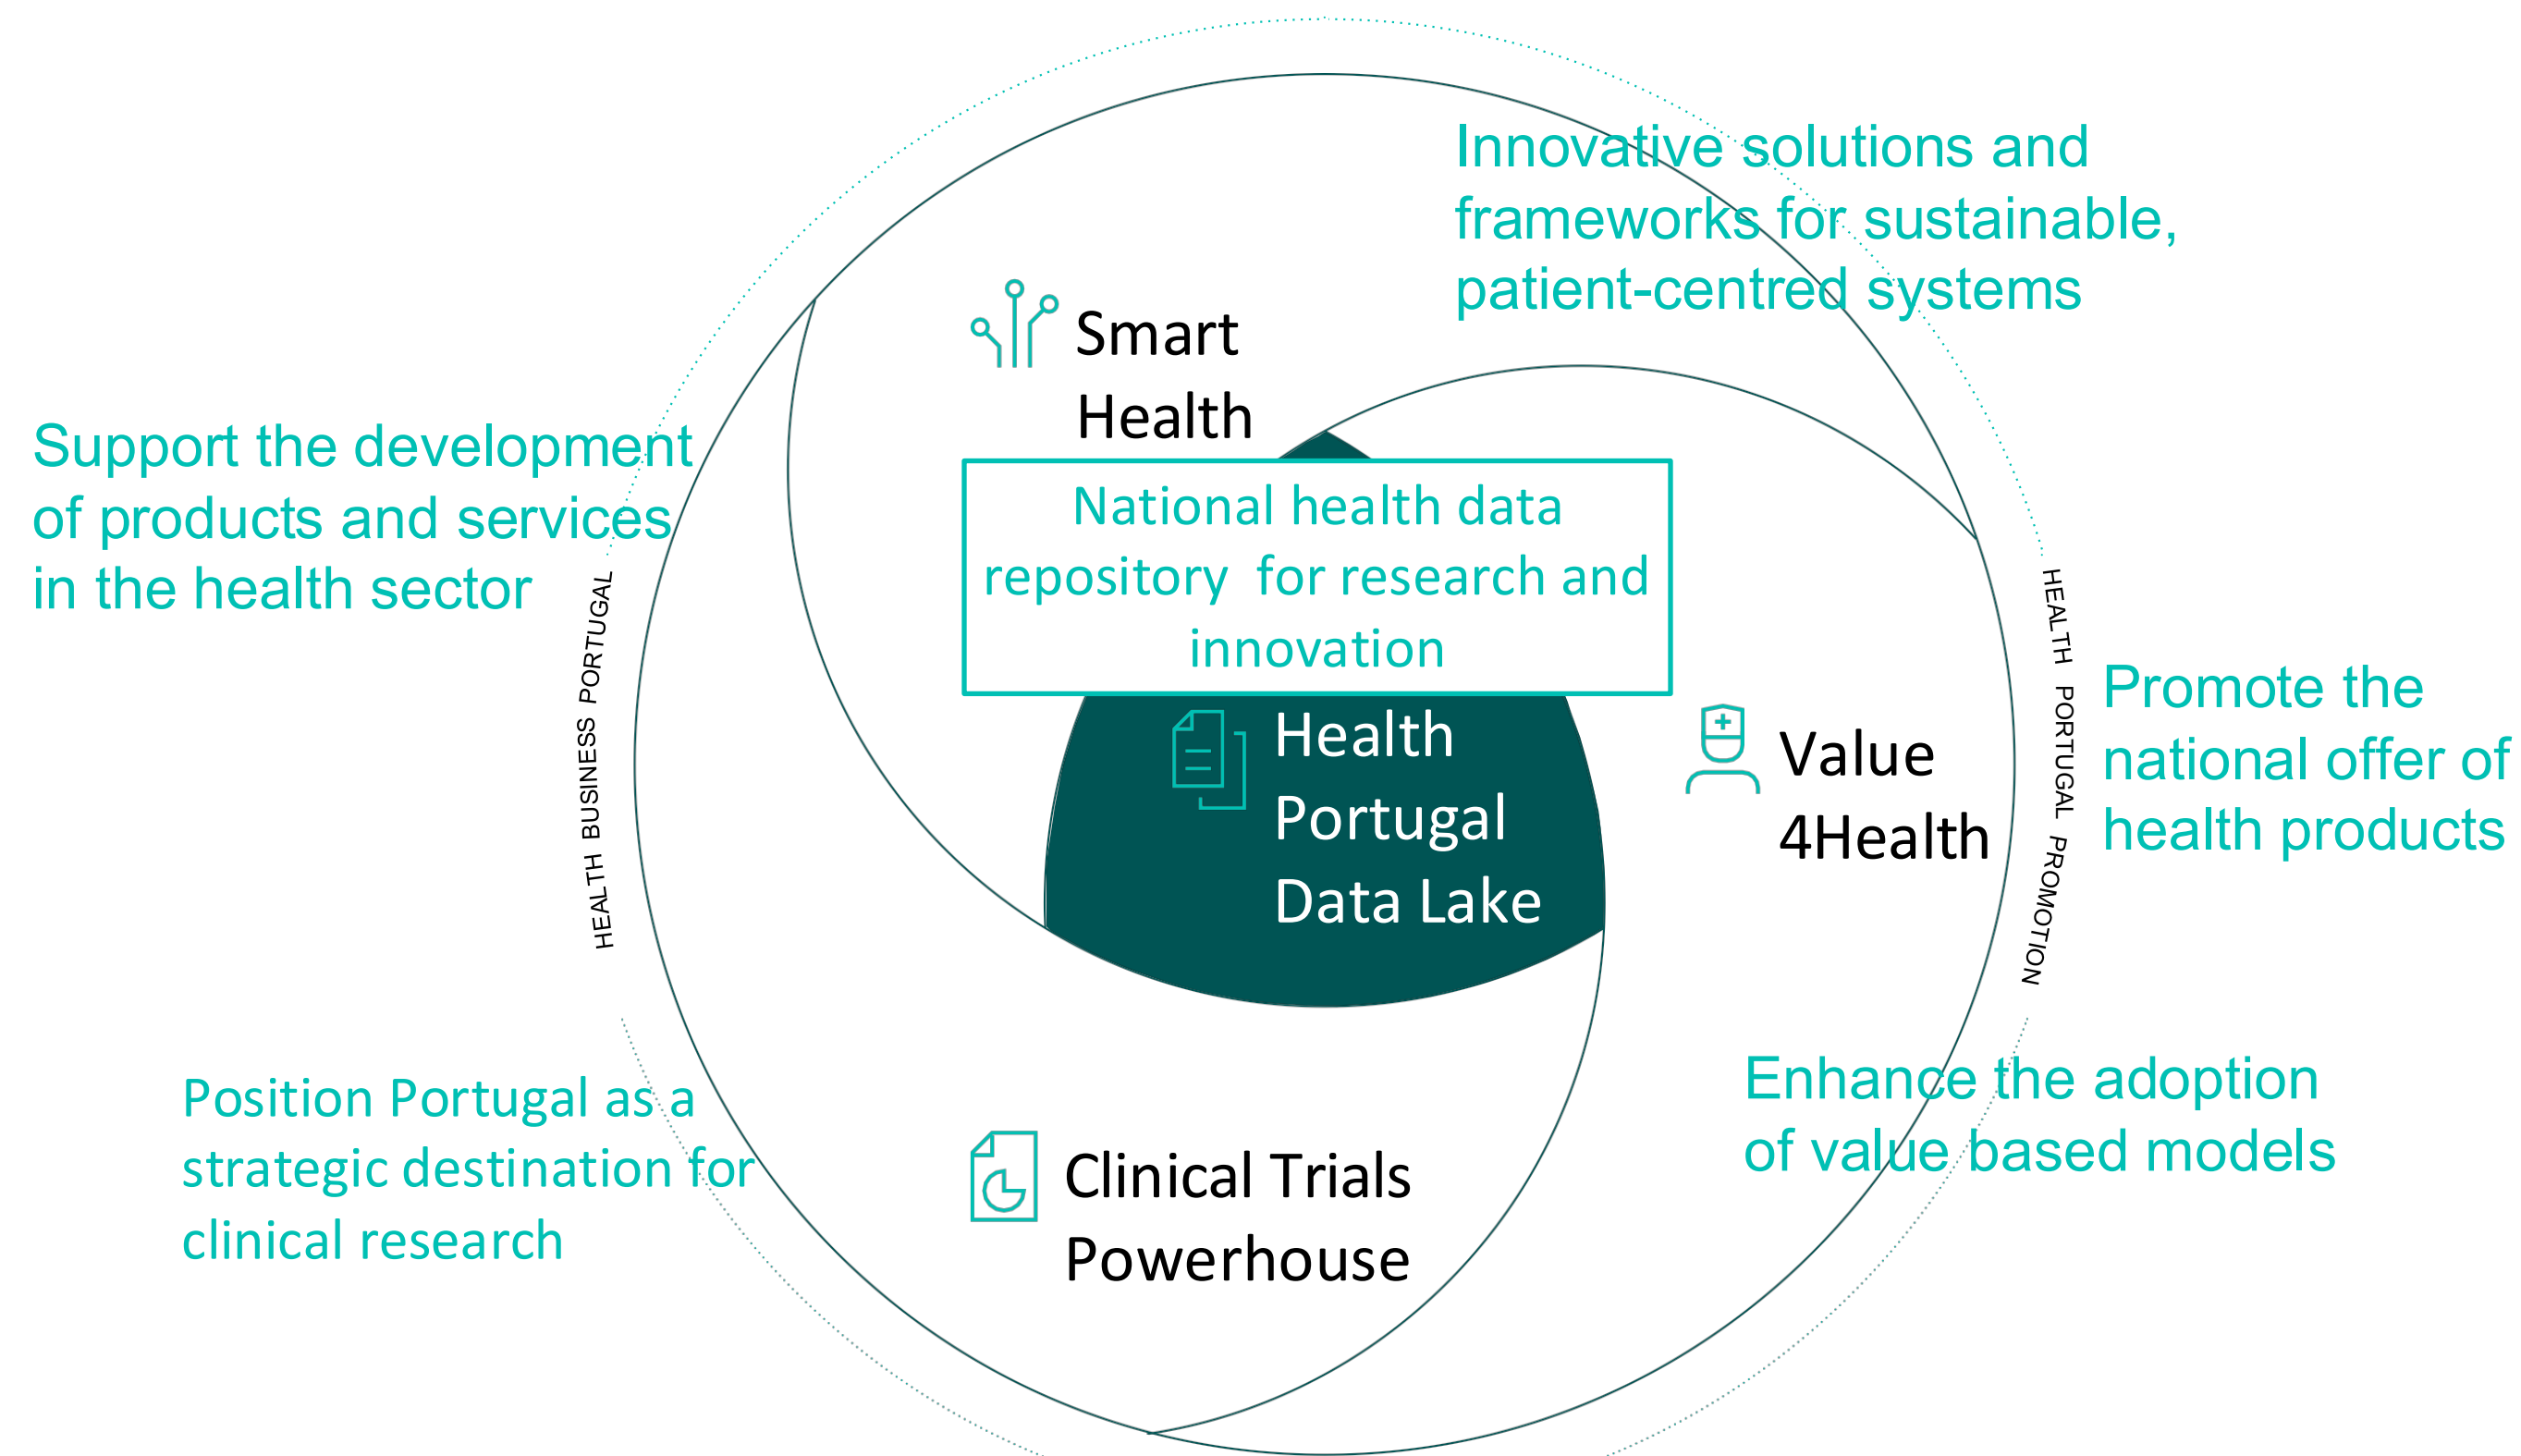 Innovative solutions and
frameworks for sustainable,
patient-centred systems
Smart
Health
Support the development
of products and services
in the health sector
National health data
repository  for research and
innovation
HEALTH BUSINESS PORTUGAL
HEALTH PORTUGAL PROMOTION
Promote the
national offer of
health products
Health
Portugal
Data Lake
Value
4Health
Position Portugal as a
strategic destination for
clinical research
Enhance the adoption
of value based models
Clinical Trials
Powerhouse